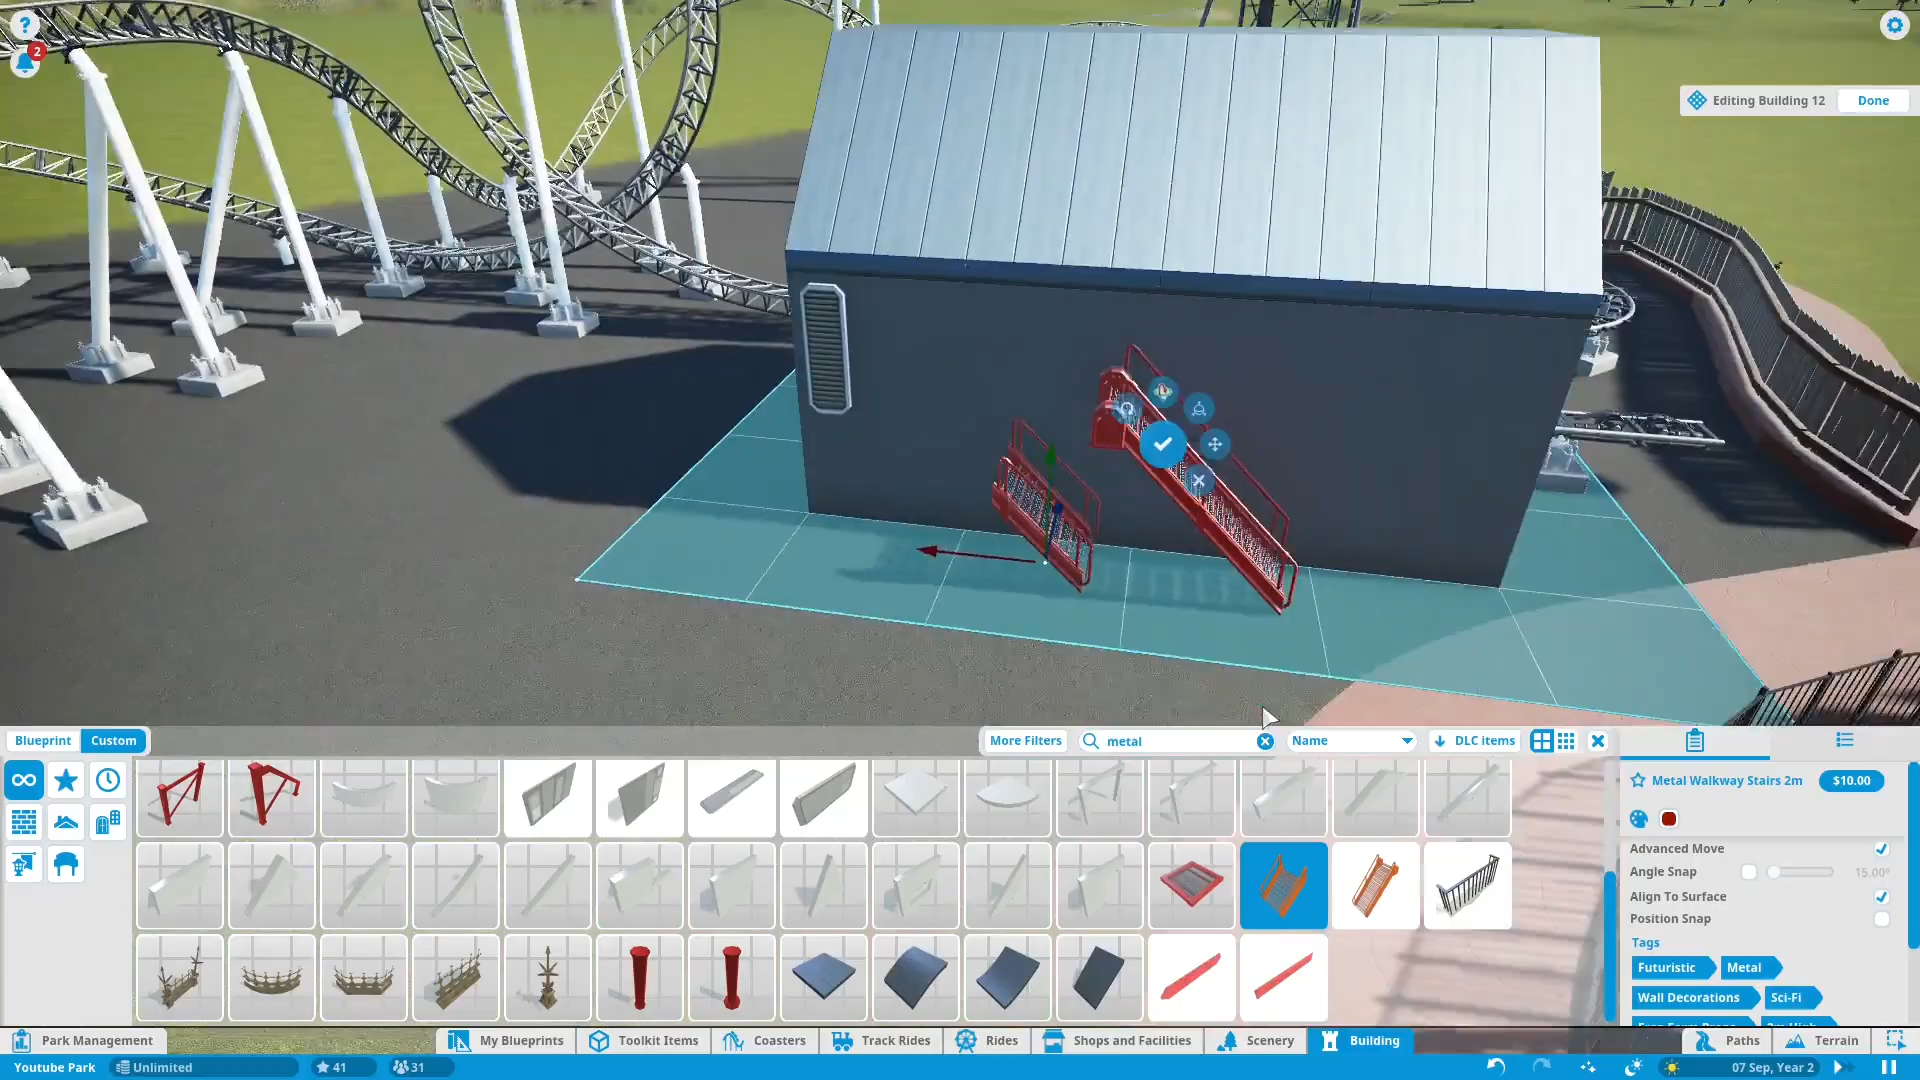 ?
2
Editing Building 12
Done
Blueprint
Custom
More Filters
metal
Name
DLC items
Metal Walkway Stairs 2m
$10.00
Advanced Move
Angle Snap
15.00°
Align To Surface
Position Snap
Tags
Futuristic
Metal
Wall Decorations
Sci-Fi
Park Management
My Blueprints
Toolkit Items
Coasters
Track Rides
Rides
Shops and Facilities
Scenery
Building
Paths
Terrain
Youtube Park
Unlimited
41
31
07 Sep, Year 2